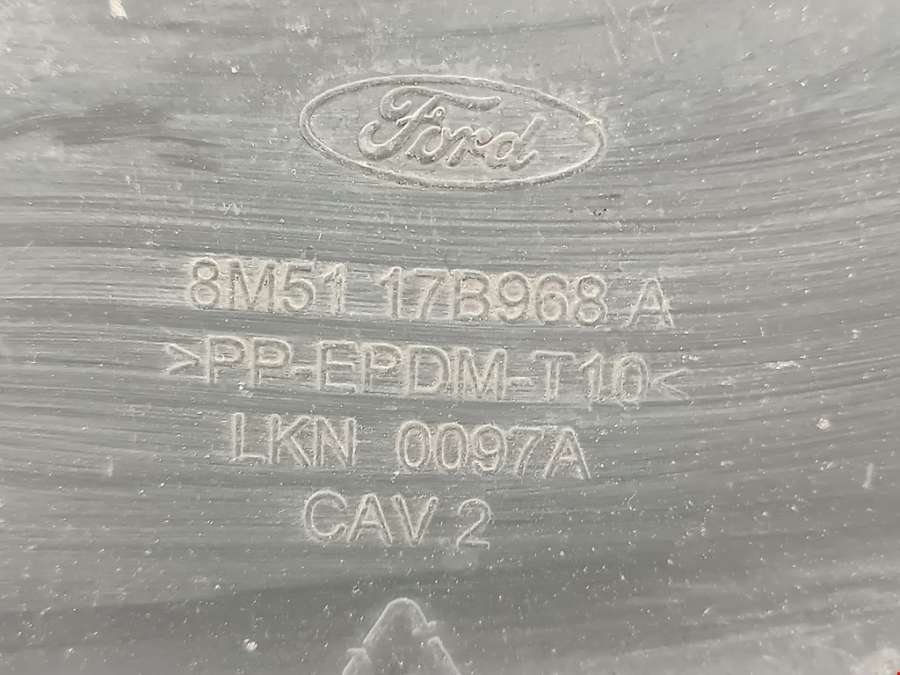 Ford
8M51 17B968 A
>PP-EPDM-T10<
LKN 0097A
CAV 2